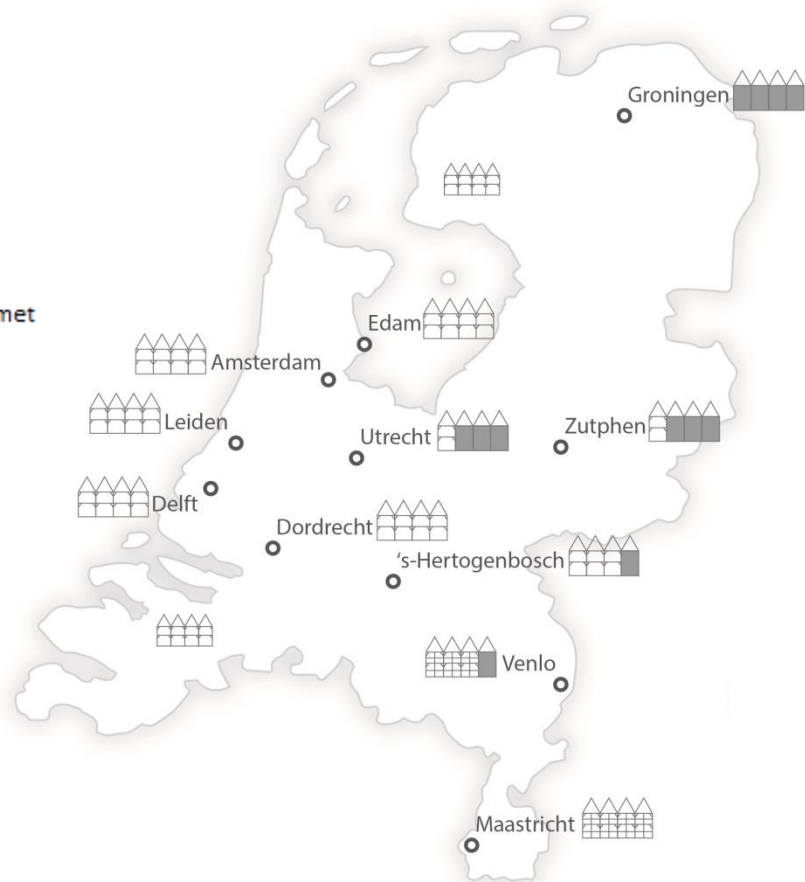 Groningen
met
Edam
Amsterdam
Leiden
Utrecht
Zutphen
Delft
Dordrecht
's-Hertogenbosch
Venlo
Maastricht